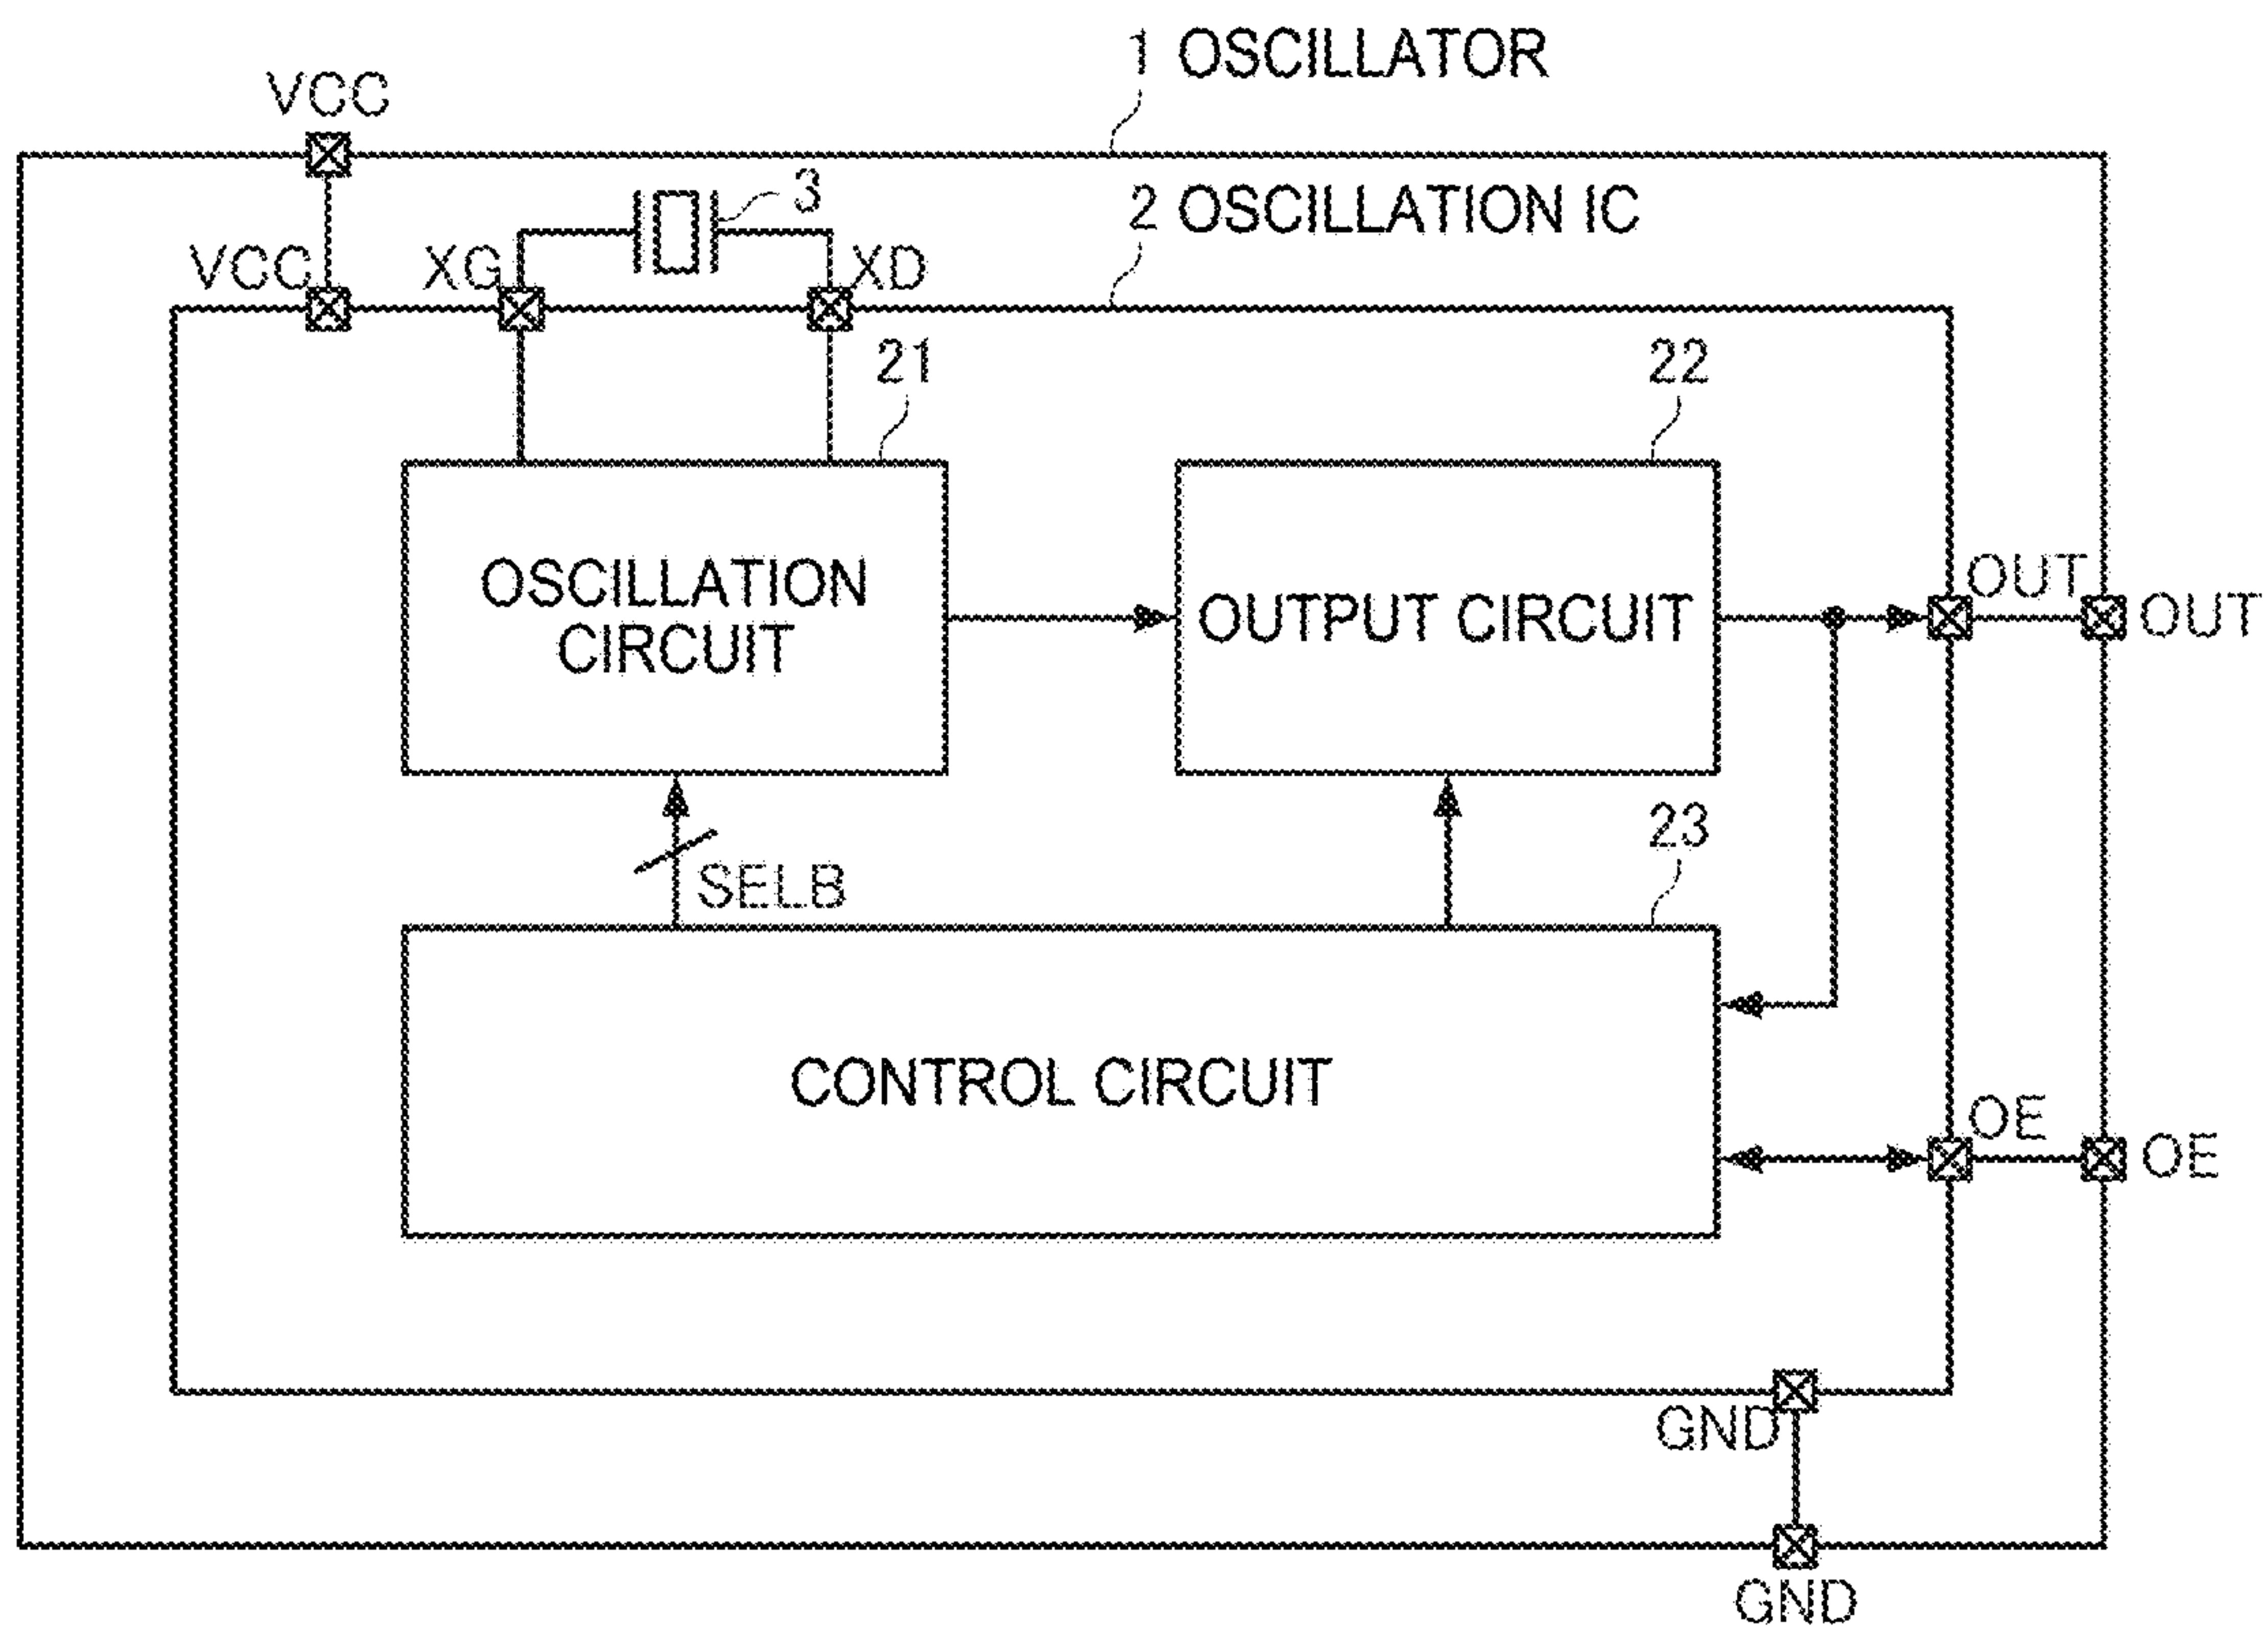 1 OSCILLATOR
VCC
3
2 OSCILLATION IC
VCC
XG
XD
21
22
OSCILLATION
CIRCUIT
OUTPUT CIRCUIT
OUT
OUT
23
SELB
CONTROL CIRCUIT
OE
OE
GND
GND